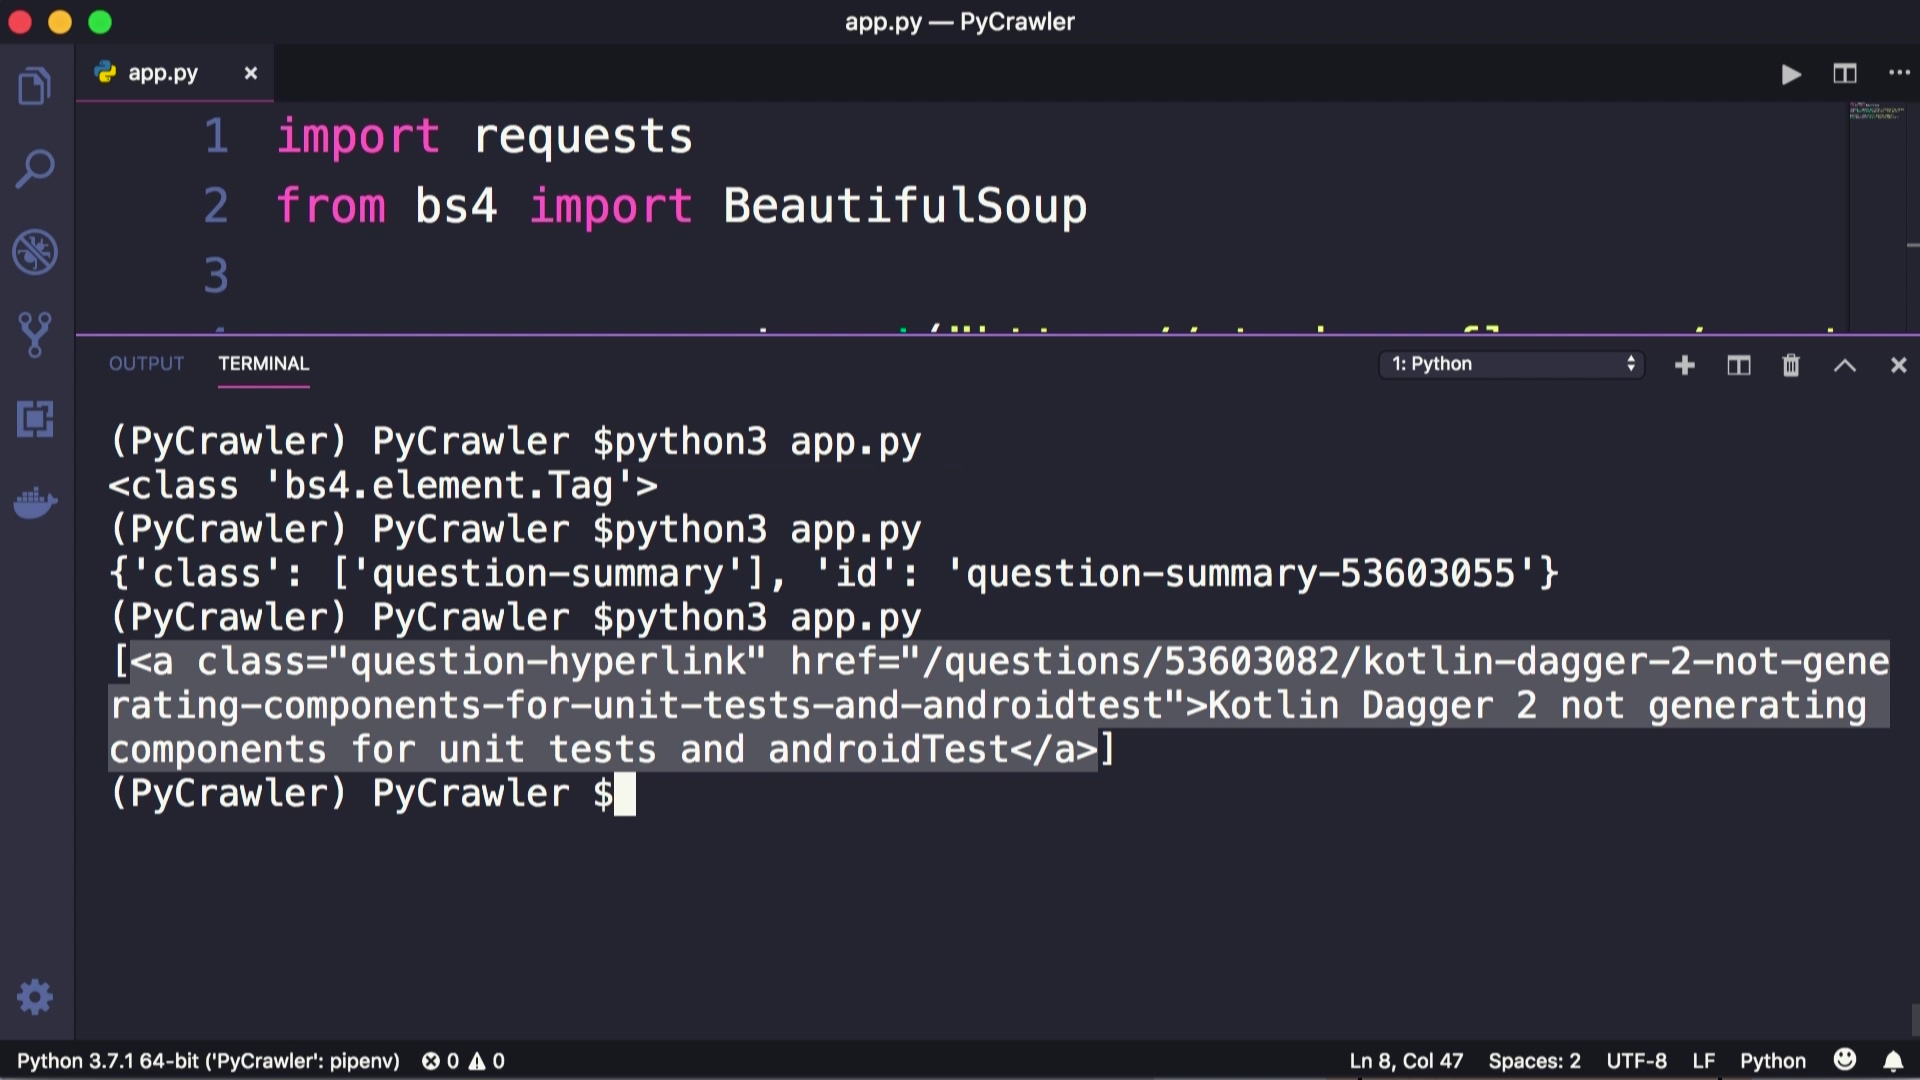 app.py — PyCrawler
app.py
1 import requests
2 from bs4 import BeautifulSoup
3
OUTPUT TERMINAL 1: Python
(PyCrawler) PyCrawler $python3 app.py
<class 'bs4.element.Tag'>
(PyCrawler) PyCrawler $python3 app.py
{'class': ['question-summary'], 'id': 'question-summary-53603055'}
(PyCrawler) PyCrawler $python3 app.py
[<a class="question-hyperlink" href="/questions/53603082/kotlin-dagger-2-not-gene
rating-components-for-unit-tests-and-androidtest">Kotlin Dagger 2 not generating
components for unit tests and androidTest</a>]
(PyCrawler) PyCrawler $
Python 3.7.1 64-bit ('PyCrawler': pipenv) 0 0 Ln 8, Col 47 Spaces: 2 UTF-8 LF Python